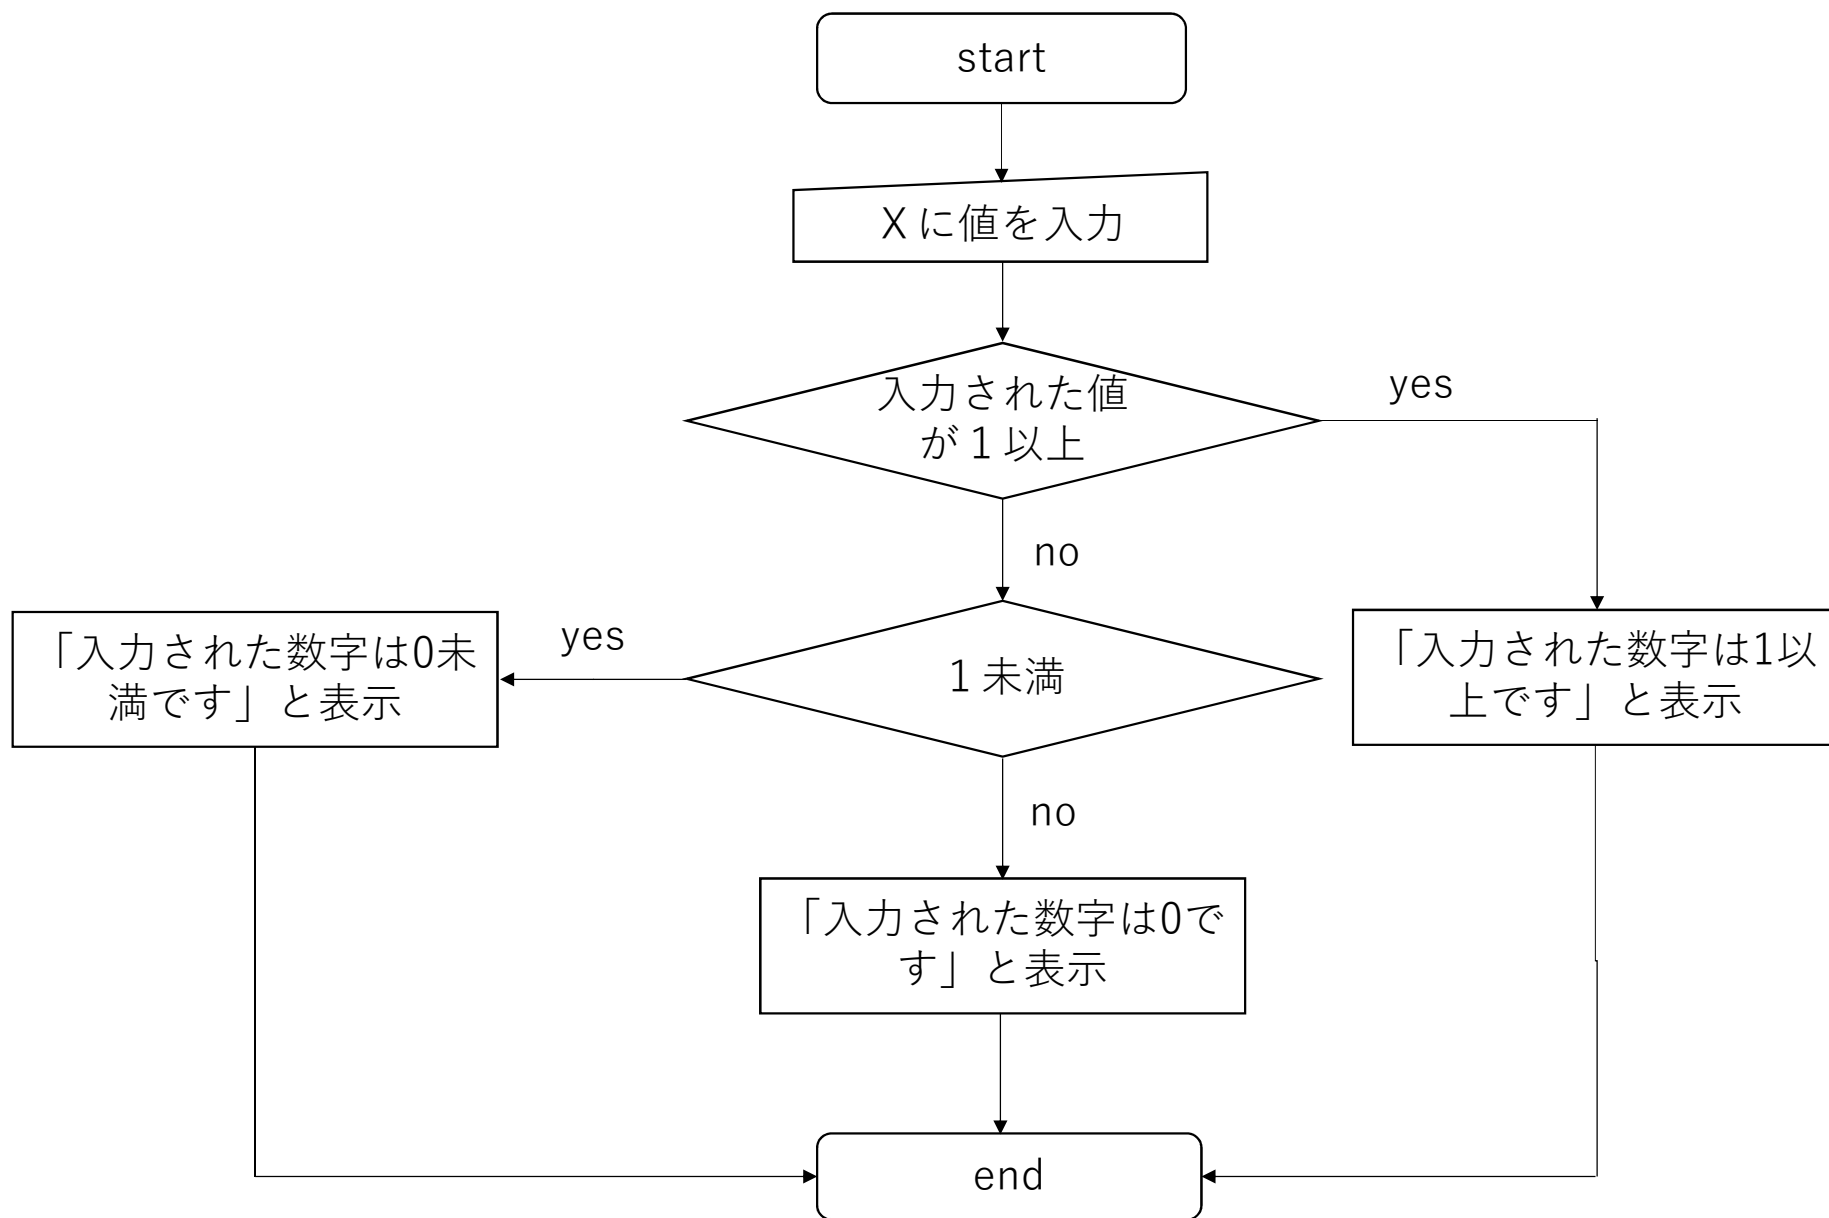 start
Xに値を入力
入力された値
が１以上
yes
no
「入力された数字は0未
満です」と表示
yes
１未満
「入力された数字は1以
上です」と表示
no
「入力された数字は0で
す」と表示
end